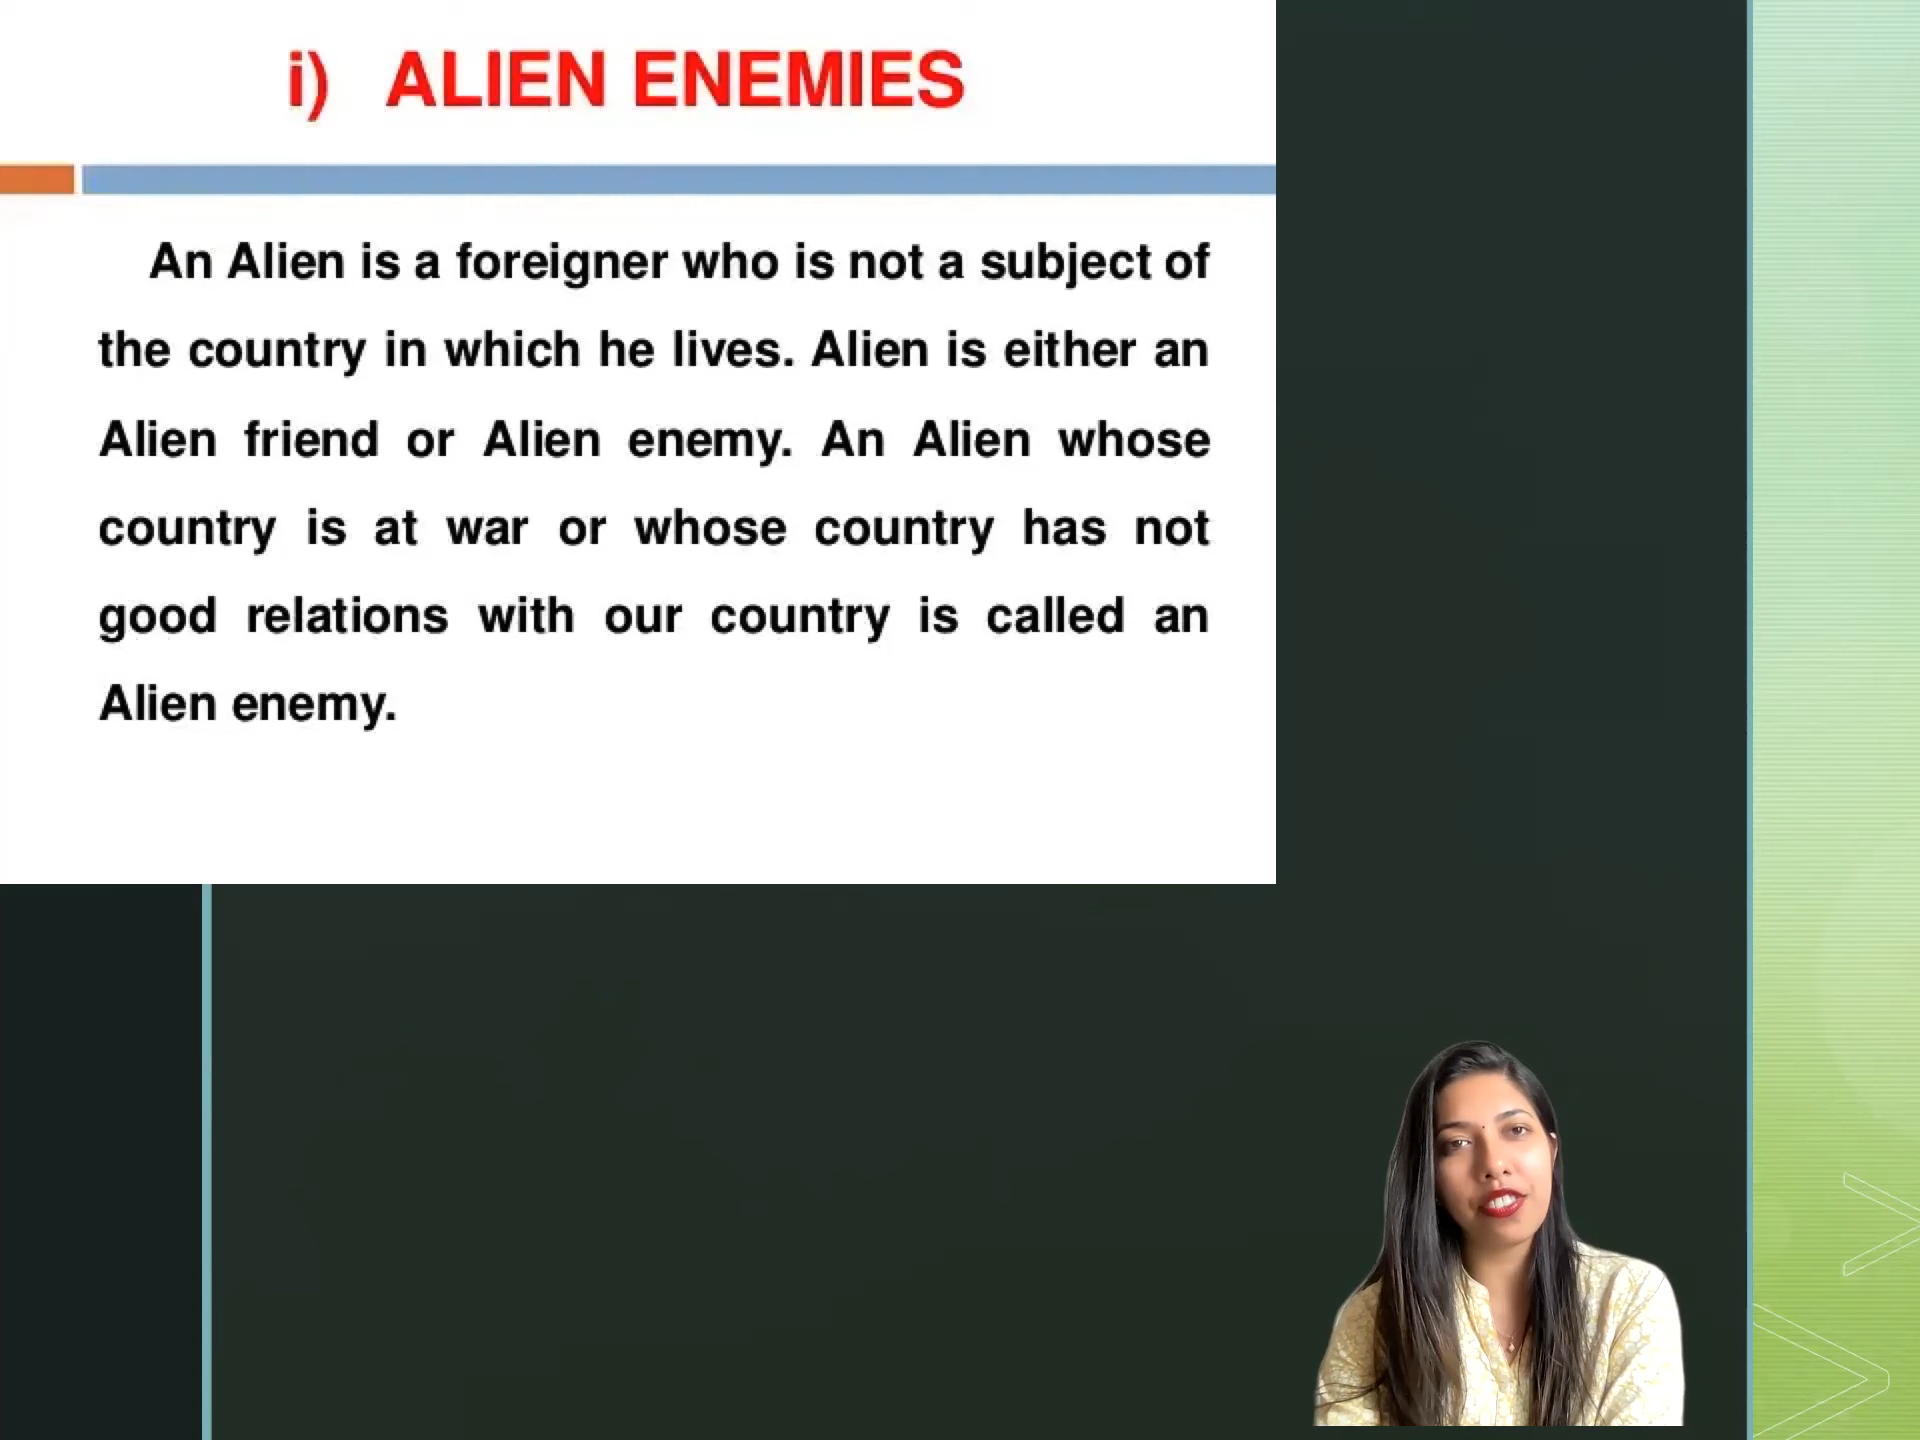 i) ALIEN ENEMIES
An Alien is a foreigner who is not a subject of
the country in which he lives. Alien is either an
Alien friend or Alien enemy. An Alien whose
country is at war or whose country has not
good relations with our country is called an
Alien enemy.